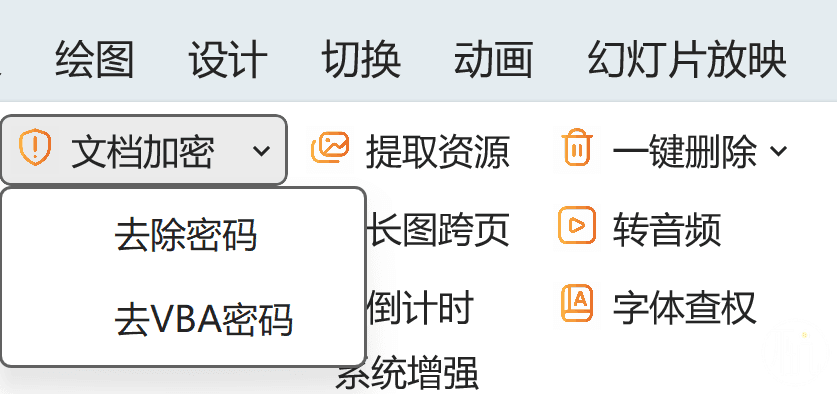 绘图 设计 切换 动画 幻灯片放映
文档加密 提取资源 一键删除
去除密码 长图跨页 转音频
去VBA密码 倒计时 字体查权
系统增强